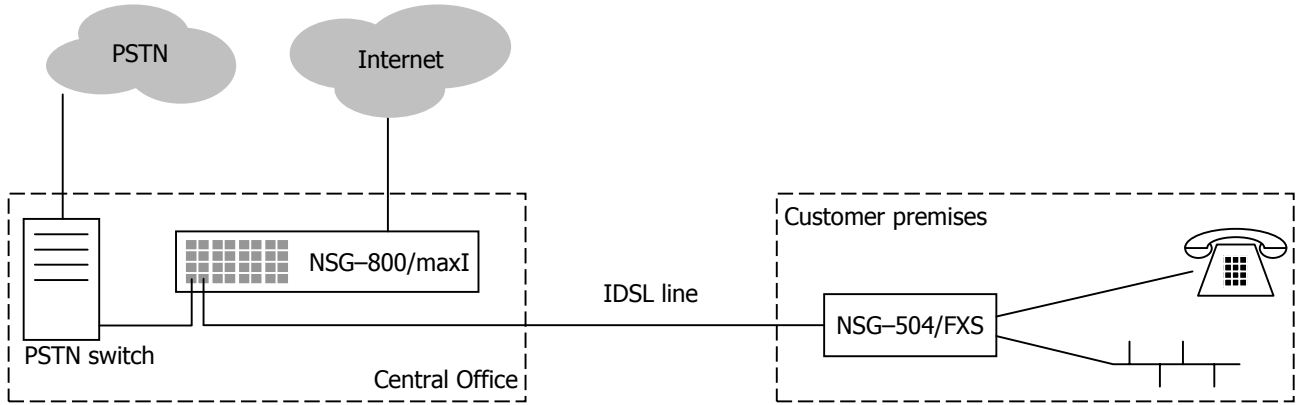 PSTN
Internet
Customer premises
NSG–800/maxI
IDSL line
NSG–504/FXS
PSTN switch
Central Office